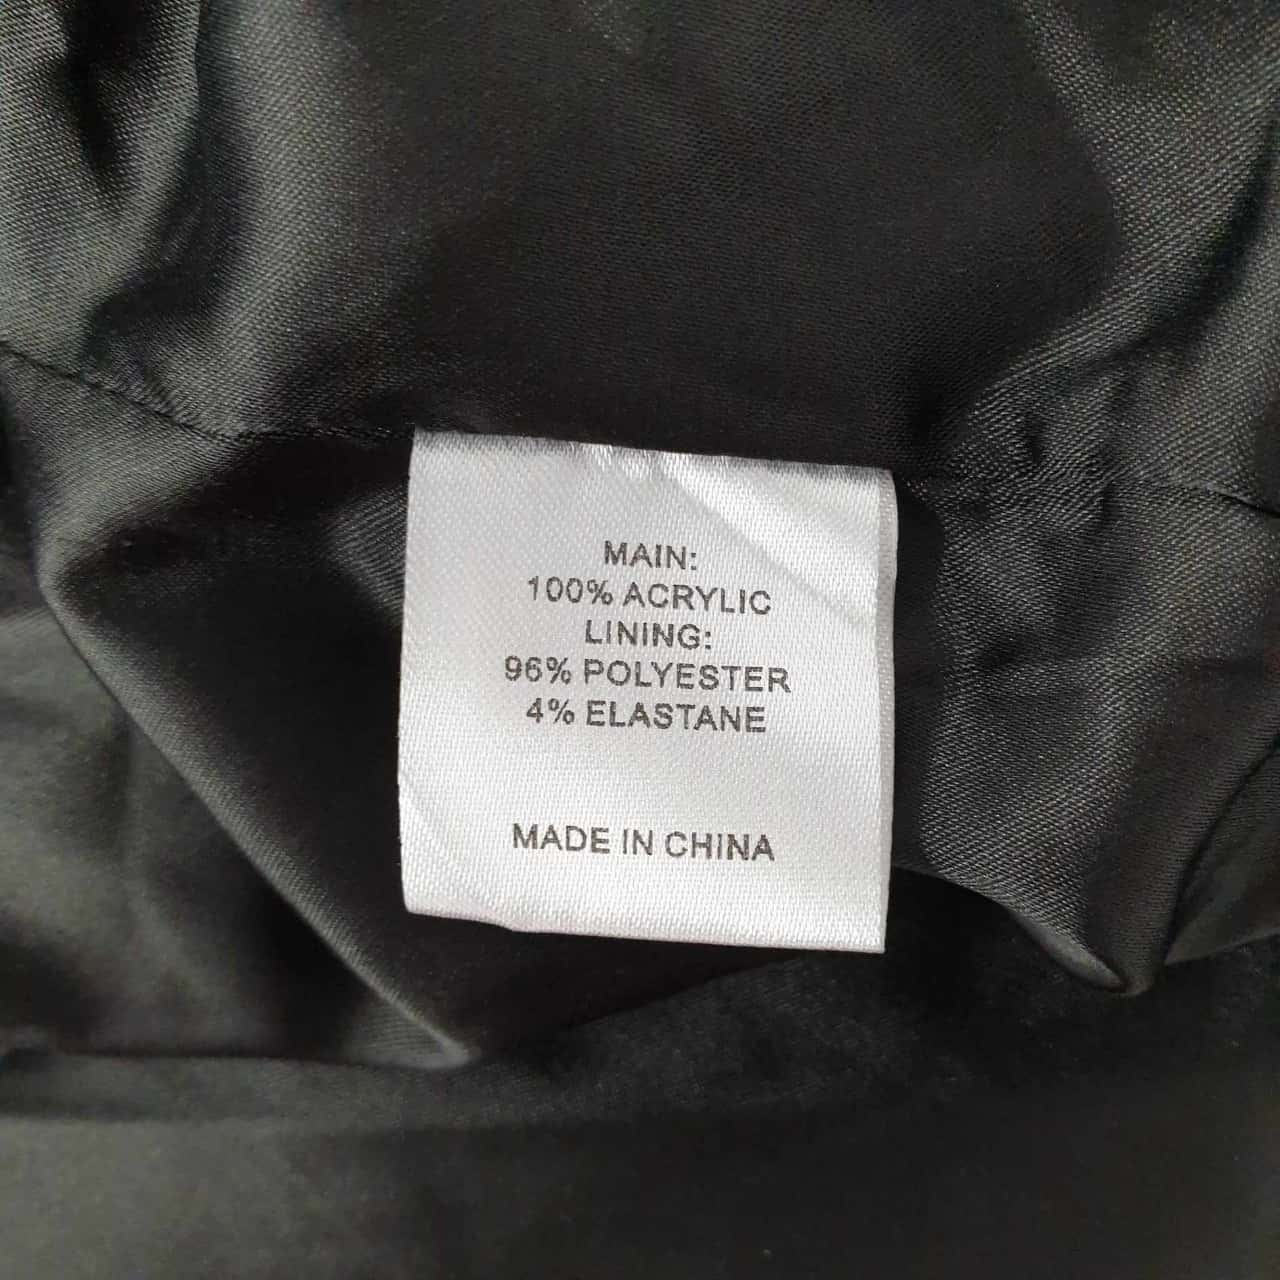 MAIN:
100% ACRYLIC
LINING:
96% POLYESTER
4% ELASTANE
MADE IN CHINA